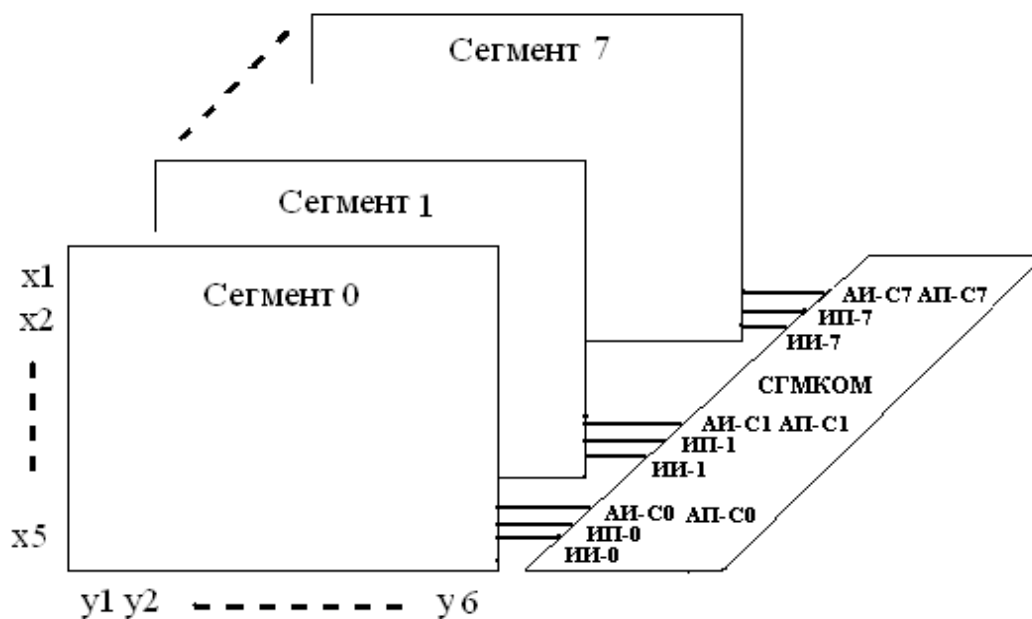 Сегмент 7
Сегмент 1
Сегмент 0
x1
x2
x5
y1 y2
y 6
АИ-С7 АП-С7
ИП-7
ИИ-7
СГМКОМ
АИ-С1 АП-С1
ИП-1
ИИ-1
АИ-С0 АП-С0
ИП-0
ИИ-0